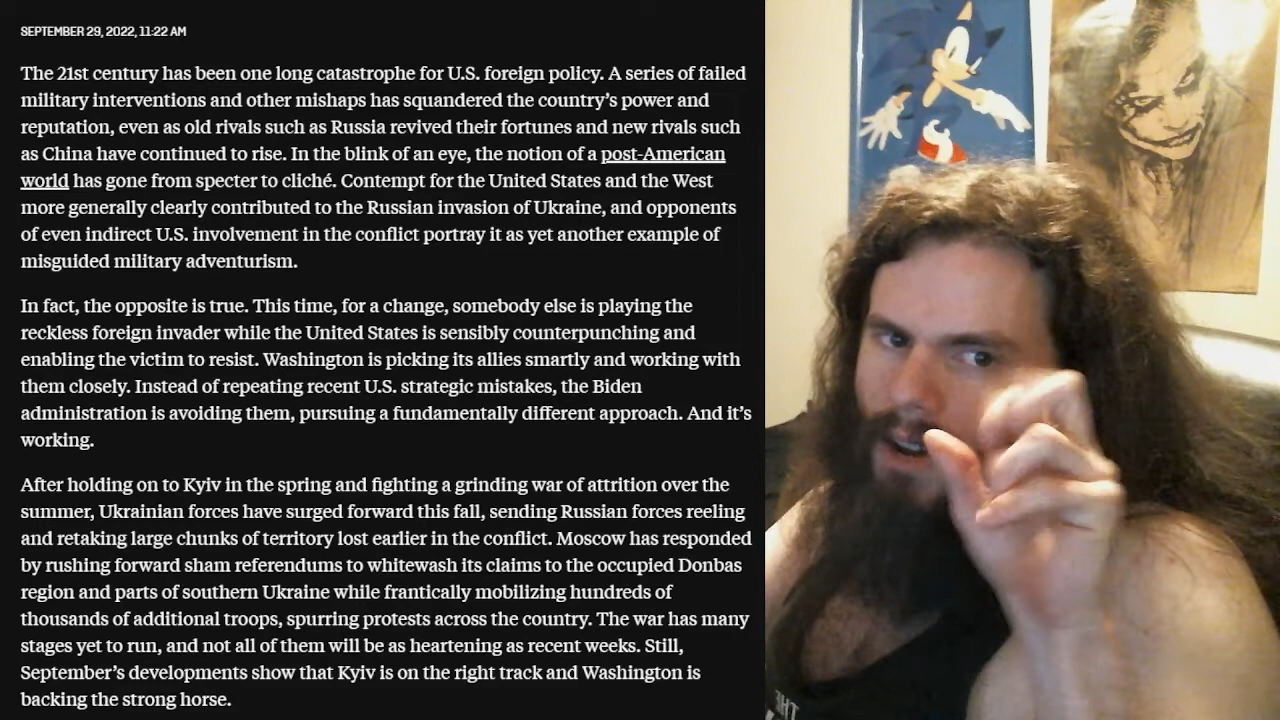 SEPTEMBER 29, 2022, 11:22 AM
The 21st century has been one long catastrophe for U.S. foreign policy. A series of failed
military interventions and other mishaps has squandered the country’s power and
reputation, even as old rivals such as Russia revived their fortunes and new rivals such
as China have continued to rise. In the blink of an eye, the notion of a post-American
world has gone from specter to cliché. Contempt for the United States and the West
more generally clearly contributed to the Russian invasion of Ukraine, and opponents
of even indirect U.S. involvement in the conflict portray it as yet another example of
misguided military adventurism.
In fact, the opposite is true. This time, for a change, somebody else is playing the
reckless foreign invader while the United States is sensibly counterpunching and
enabling the victim to resist. Washington is picking its allies smartly and working with
them closely. Instead of repeating recent U.S. strategic mistakes, the Biden
administration is avoiding them, pursuing a fundamentally different approach. And it’s
working.
After holding on to Kyiv in the spring and fighting a grinding war of attrition over the
summer, Ukrainian forces have surged forward this fall, sending Russian forces reeling
and retaking large chunks of territory lost earlier in the conflict. Moscow has responded
by rushing forward sham referendums to whitewash its claims to the occupied Donbas
region and parts of southern Ukraine while frantically mobilizing hundreds of
thousands of additional troops, spurring protests across the country. The war has many
stages yet to run, and not all of them will be as heartening as recent weeks. Still,
September’s developments show that Kyiv is on the right track and Washington is
backing the strong horse.
THE